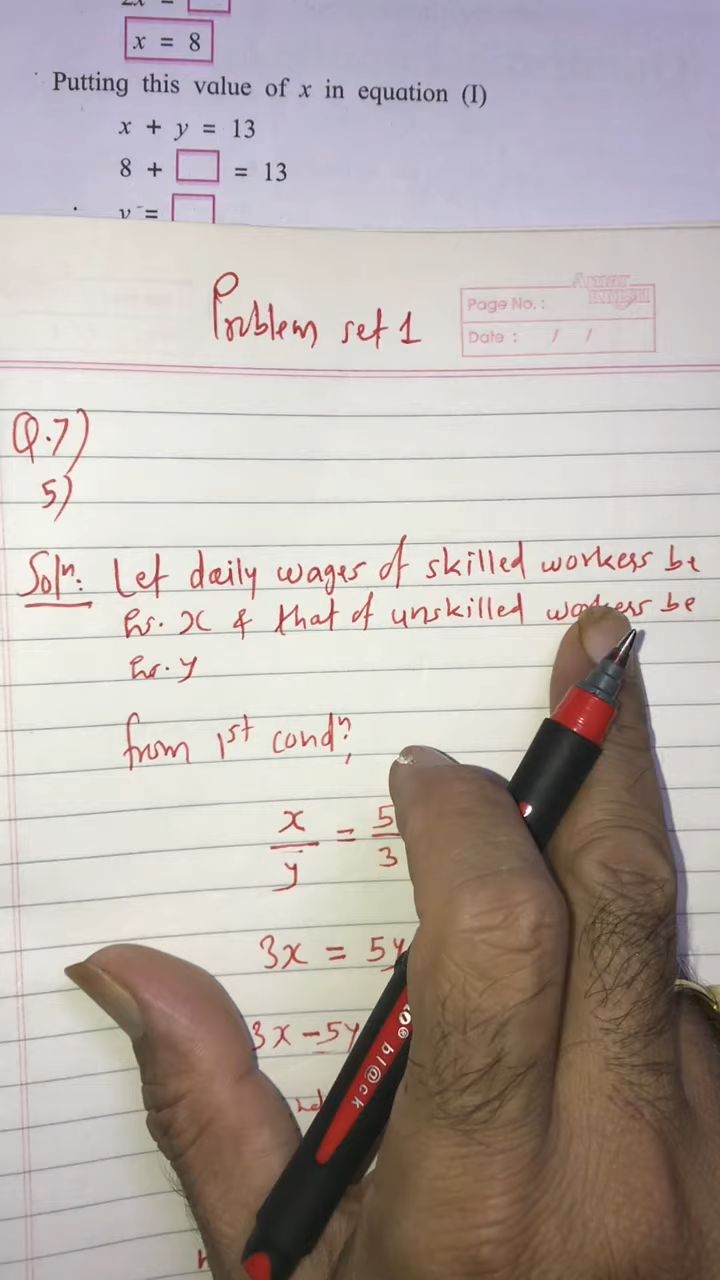 x = 8
Putting this value of x in equation (I)
x + y = 13
8 + = 13
y =
Problem set 1
Page No. :
Date : / /
Q.7)
5)
Solⁿ: Let daily wages of skilled workers be
Rs. x & that of unskilled workers be
Rs. y
from 1st condⁿ,
x/y = 5/3
3x = 5y
3x - 5y
bl@ck